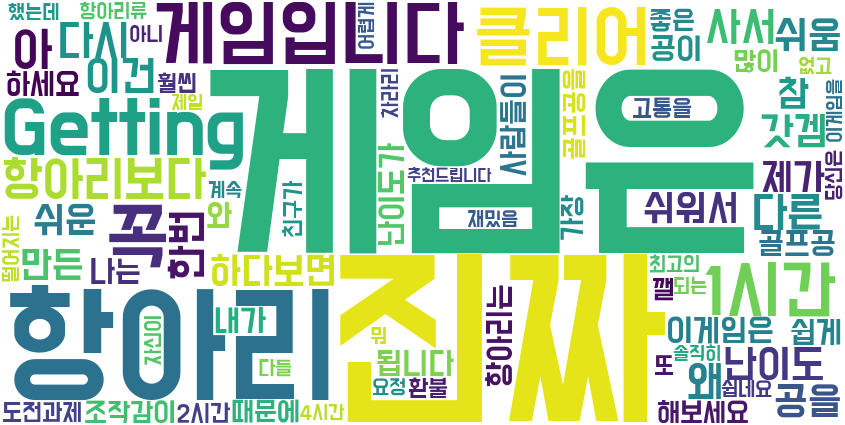 했는데 항아리류 게임입니다 클리어 좋은 사서 쉬움
아 다시 아니 어렵게 공이 많이 없고
하세요 이건 훨씬 제일 차라리 사람들이 골프공을 고통을 참 이게임을
Getting 게임은 갓겜
항아리보다 계속 친구가 난이도가 추천드립니다 가장 제가 당신은
쉬운 꼭 한번 와 재밌음 쉬워서 다른
떨어지는 만든 나는 하다보면 골프공
항아리 진짜 최고의 1시간
자신이 내가 항아리는 깰 되는
다들 뭐 됩니다 이게임은 쉽게
요정 환불 또 솔직히 난이도
왜 쉽네요 공을
도전과제 조작감이 2시간 때문에 4시간 해보세요